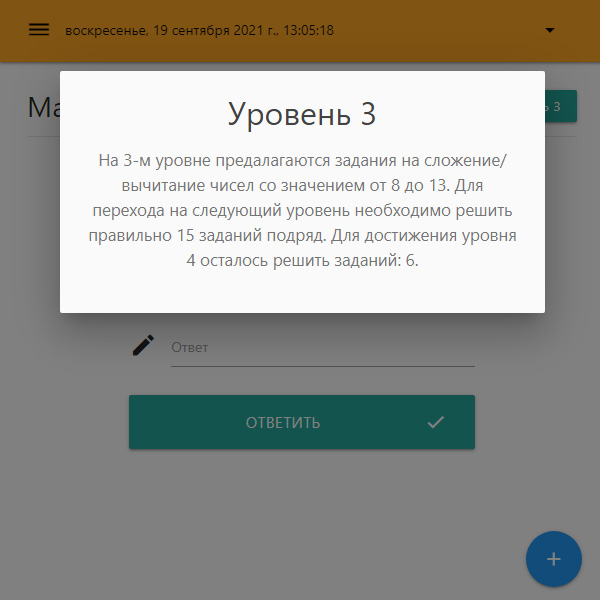 воскресенье, 19 сентября 2021 г., 13:05:18
Уровень 3
На 3-м уровне предалагаются задания на сложение/
вычитание чисел со значением от 8 до 13. Для
перехода на следующий уровень необходимо решить
правильно 15 заданий подряд. Для достижения уровня
4 осталось решить заданий: 6.
Ответ
ОТВЕТИТЬ